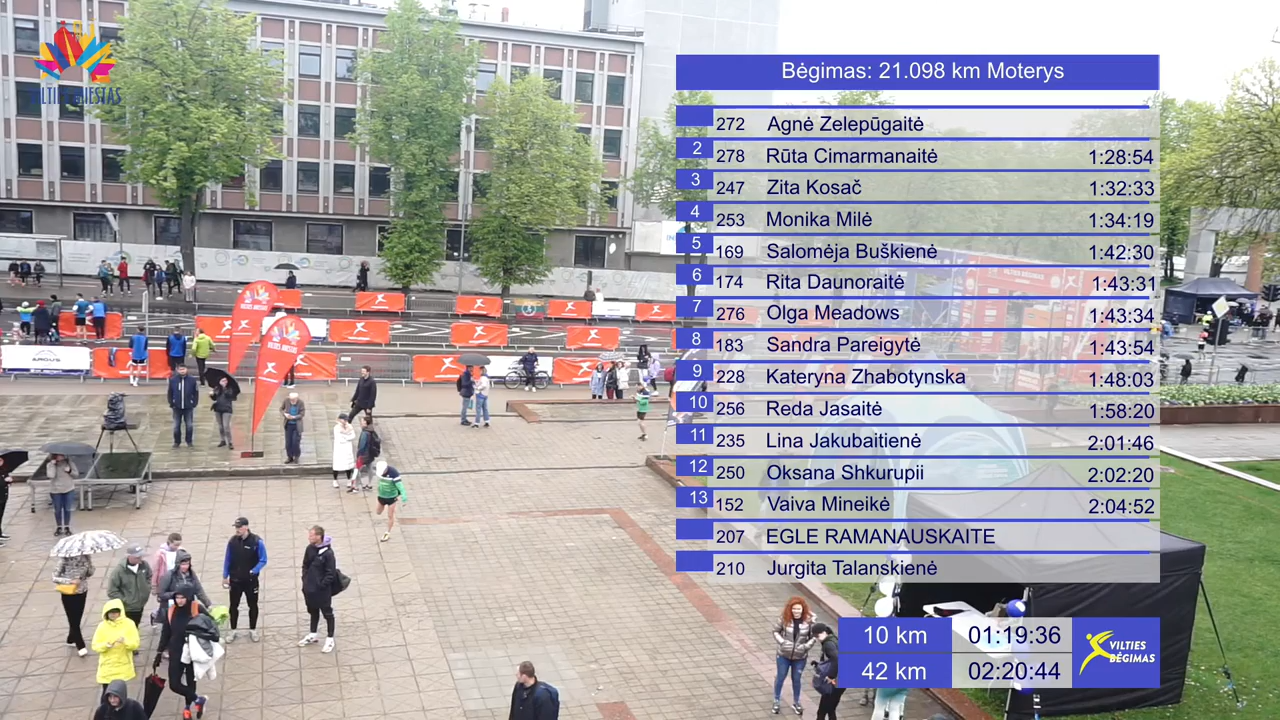 VILTIES MIESTAS
Bėgimas: 21.098 km Moterys
272 Agnė Zelepūgaitė
2 278 Rūta Cimarmanaitė 1:28:54
3 247 Zita Kosač 1:32:33
4 253 Monika Milė 1:34:19
5 169 Salomėja Buškienė 1:42:30
6 174 Rita Daunoraitė 1:43:31
7 276 Olga Meadows 1:43:34
8 183 Sandra Pareigytė 1:43:54
9 228 Kateryna Zhabotynska 1:48:03
10 256 Reda Jasaitė 1:58:20
11 235 Lina Jakubaitienė 2:01:46
12 250 Oksana Shkurupii 2:02:20
13 152 Vaiva Mineikė 2:04:52
207 EGLE RAMANAUSKAITE
210 Jurgita Talanskienė
10 km 01:19:36
42 km 02:20:44
VILTIES
BĖGIMAS